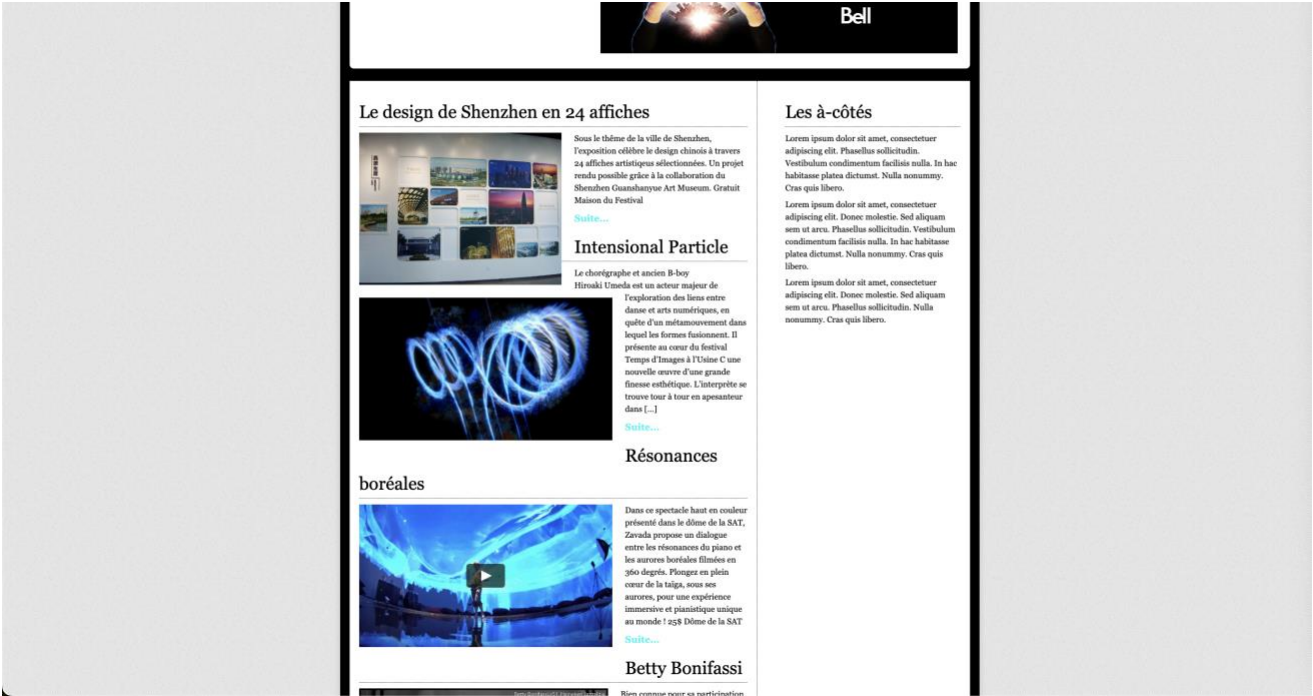 Bell
Le design de Shenzhen en 24 affiches
Sous le thème de la ville de Shenzhen,
l'exposition célèbre le design chinois à travers
24 affiches artistiqeus sélectionnées. Un projet
rendu possible grâce à la collaboration du
Shenzhen Guanshanyue Art Museum. Gratuit
Maison du Festival
Suite...
Intensional Particle
Le chorégraphe et ancien B-boy
Hiroaki Umeda est un acteur majeur de
l'exploration des liens entre
danse et arts numériques, en
quête d'un métamouvement dans
lequel les formes fusionnent. Il
présente au cœur du festival
Temps d'Images à l'Usine C une
nouvelle œuvre d'une grande
finesse esthétique. L'interprète se
trouve tour à tour en apesanteur
dans [...]
Suite...
Résonances
boréales
Dans ce spectacle haut en couleur
présenté dans le dôme de la SAT,
Zavada propose un dialogue
entre les résonances du piano et
les aurores boréales filmées en
360 degrés. Plongez en plein
cœur de la taïga, sous ses
aurores, pour une expérience
immersive et pianistique unique
au monde ! 25$ Dôme de la SAT
Suite...
Betty Bonifassi
Bien connue pour sa participation
Les à-côtés
Lorem ipsum dolor sit amet, consectetuer
adipiscing elit. Phasellus sollicitudin.
Vestibulum condimentum facilisis nulla. In hac
habitasse platea dictumst. Nulla nonummy.
Cras quis libero.
Lorem ipsum dolor sit amet, consectetuer
adipiscing elit. Donec molestie. Sed aliquam
sem ut arcu. Phasellus sollicitudin. Vestibulum
condimentum facilisis nulla. In hac habitasse
platea dictumst. Nulla nonummy. Cras quis
libero.
Lorem ipsum dolor sit amet, consectetuer
adipiscing elit. Donec molestie. Sed aliquam
sem ut arcu. Phasellus sollicitudin. Nulla
nonummy. Cras quis libero.